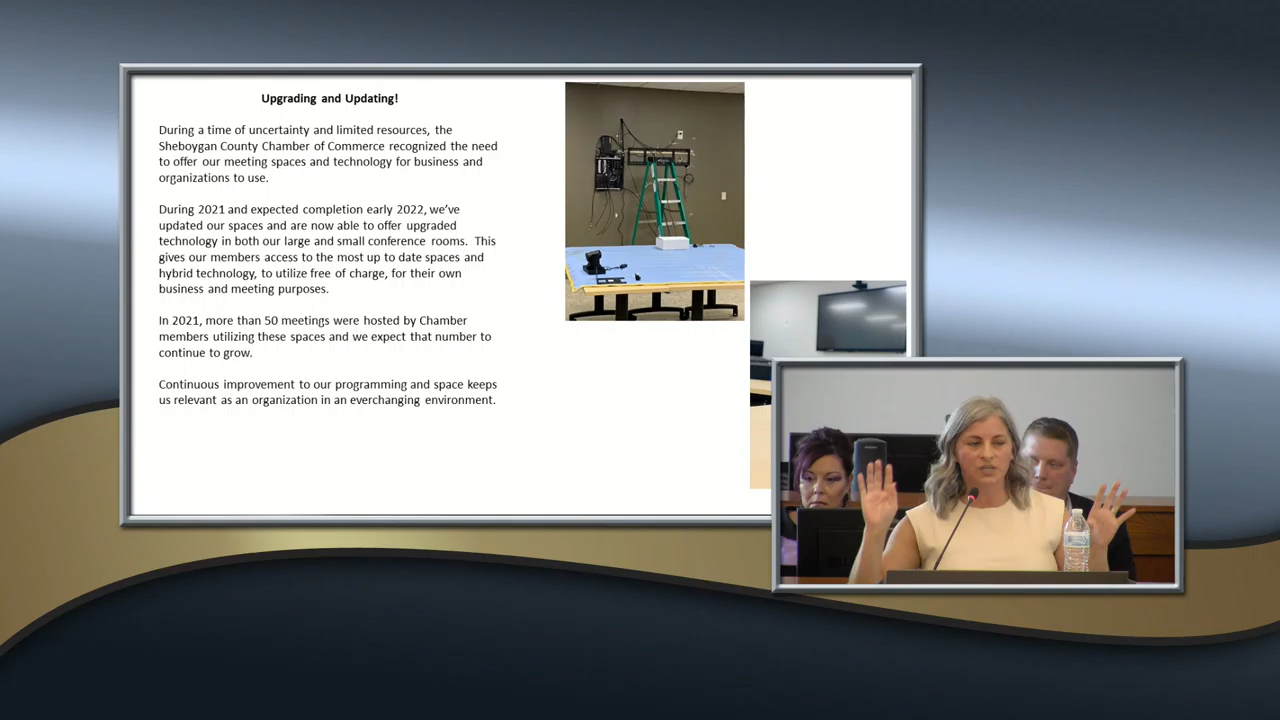 Upgrading and Updating!
During a time of uncertainty and limited resources, the
Sheboygan County Chamber of Commerce recognized the need
to offer our meeting spaces and technology for business and
organizations to use.
During 2021 and expected completion early 2022, we've
updated our spaces and are now able to offer upgraded
technology in both our large and small conference rooms. This
gives our members access to the most up to date spaces and
hybrid technology, to utilize free of charge, for their own
business and meeting purposes.
In 2021, more than 50 meetings were hosted by Chamber
members utilizing these spaces and we expect that number to
continue to grow.
Continuous improvement to our programming and space keeps
us relevant as an organization in an everchanging environment.